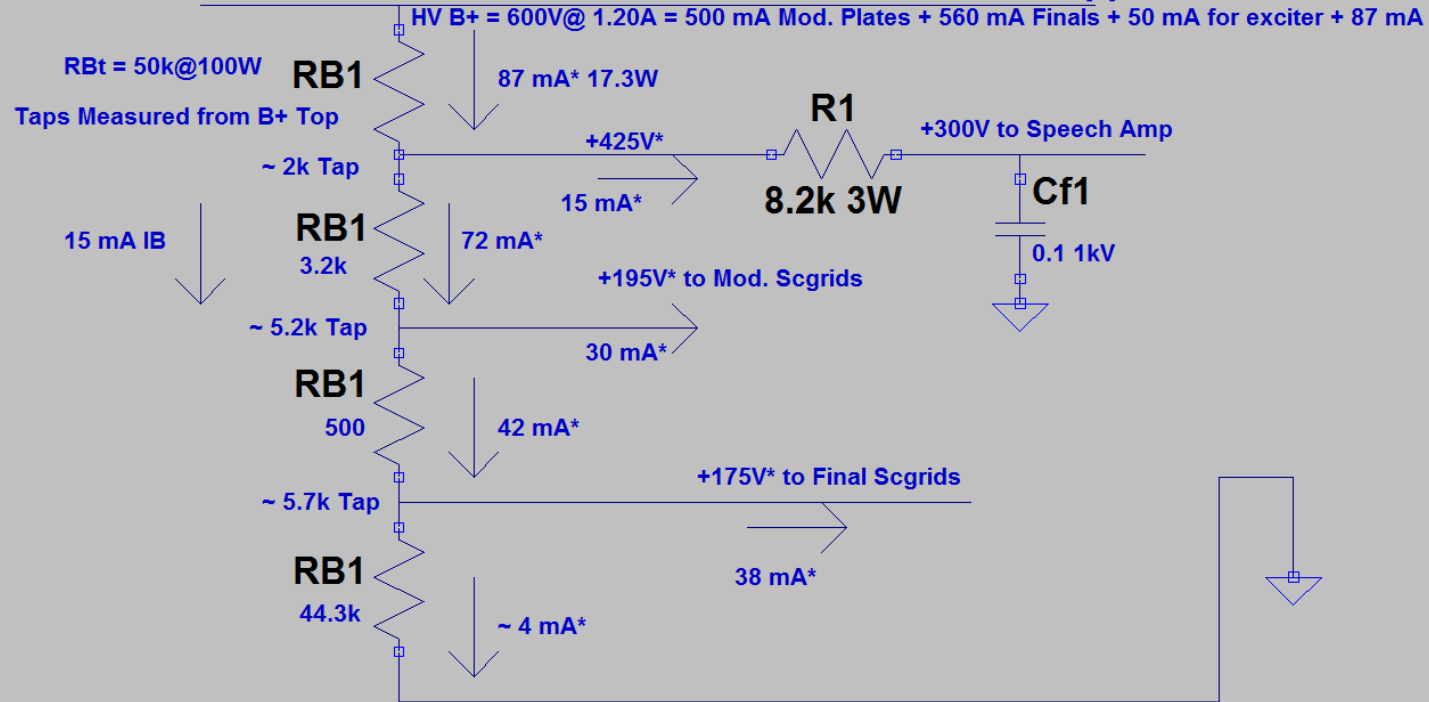 HV B+ = 600V@ 1.20A = 500 mA Mod. Plates + 560 mA Finals + 50 mA for exciter + 87 mA
RBt = 50k@100W
RB1
87 mA* 17.3W
Taps Measured from B+ Top
R1
+300V to Speech Amp
+425V*
~ 2k Tap
15 mA*
8.2k 3W
Cf1
RB1
15 mA IB
72 mA*
0.1 1kV
3.2k
+195V* to Mod. Scgrids
~ 5.2k Tap
30 mA*
RB1
500
42 mA*
+175V* to Final Scgrids
~ 5.7k Tap
RB1
38 mA*
44.3k
~ 4 mA*